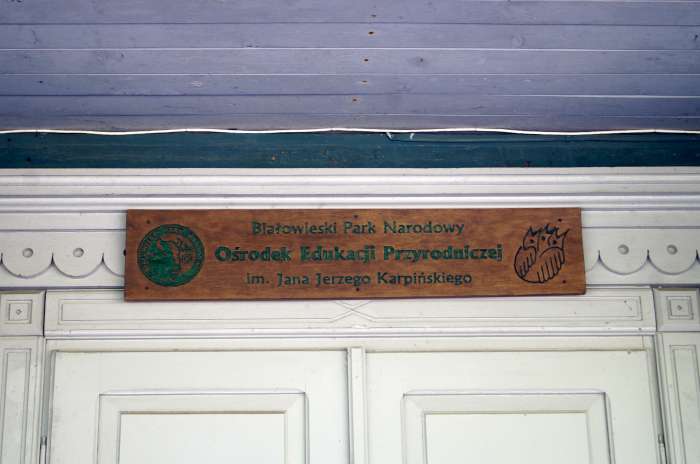 Białowieski Park Narodowy
Ośrodek Edukacji Przyrodniczej
im. Jana Jerzego Karpińskiego